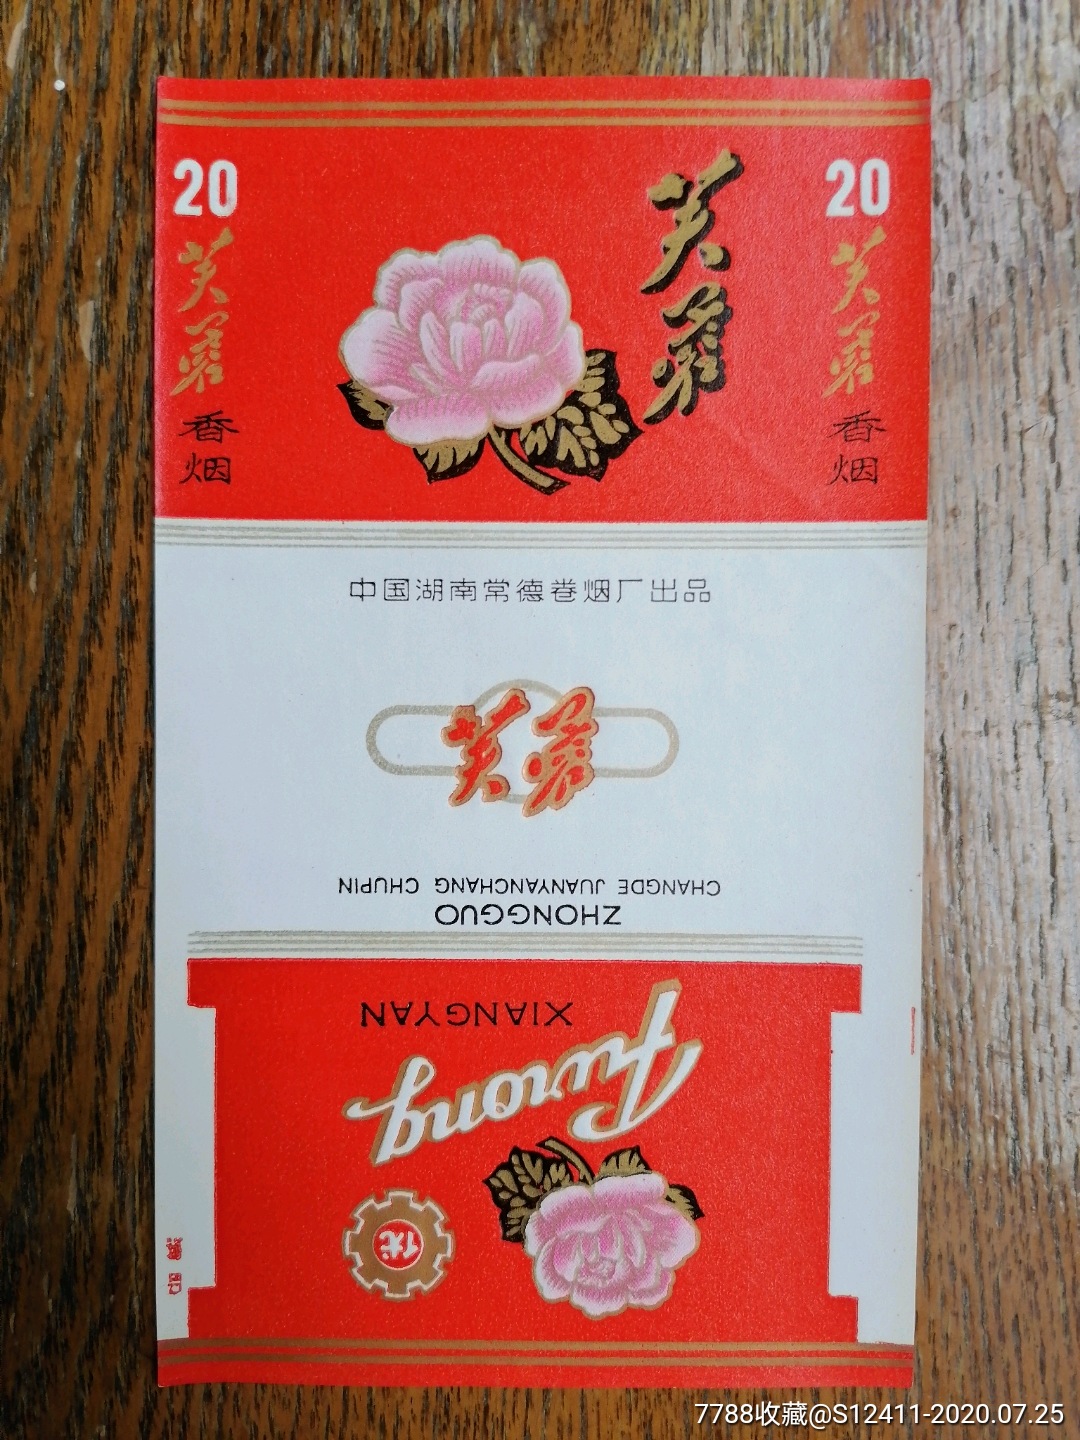 20
芙蓉
香烟
芙蓉
20
芙蓉
香烟
中国湖南常德卷烟厂出品
芙蓉
ZHONGGUO
CHANGDE JUANYANCHANG CHUPIN
Furong
XIANGYAN
优
7788收藏@S12411-2020.07.25